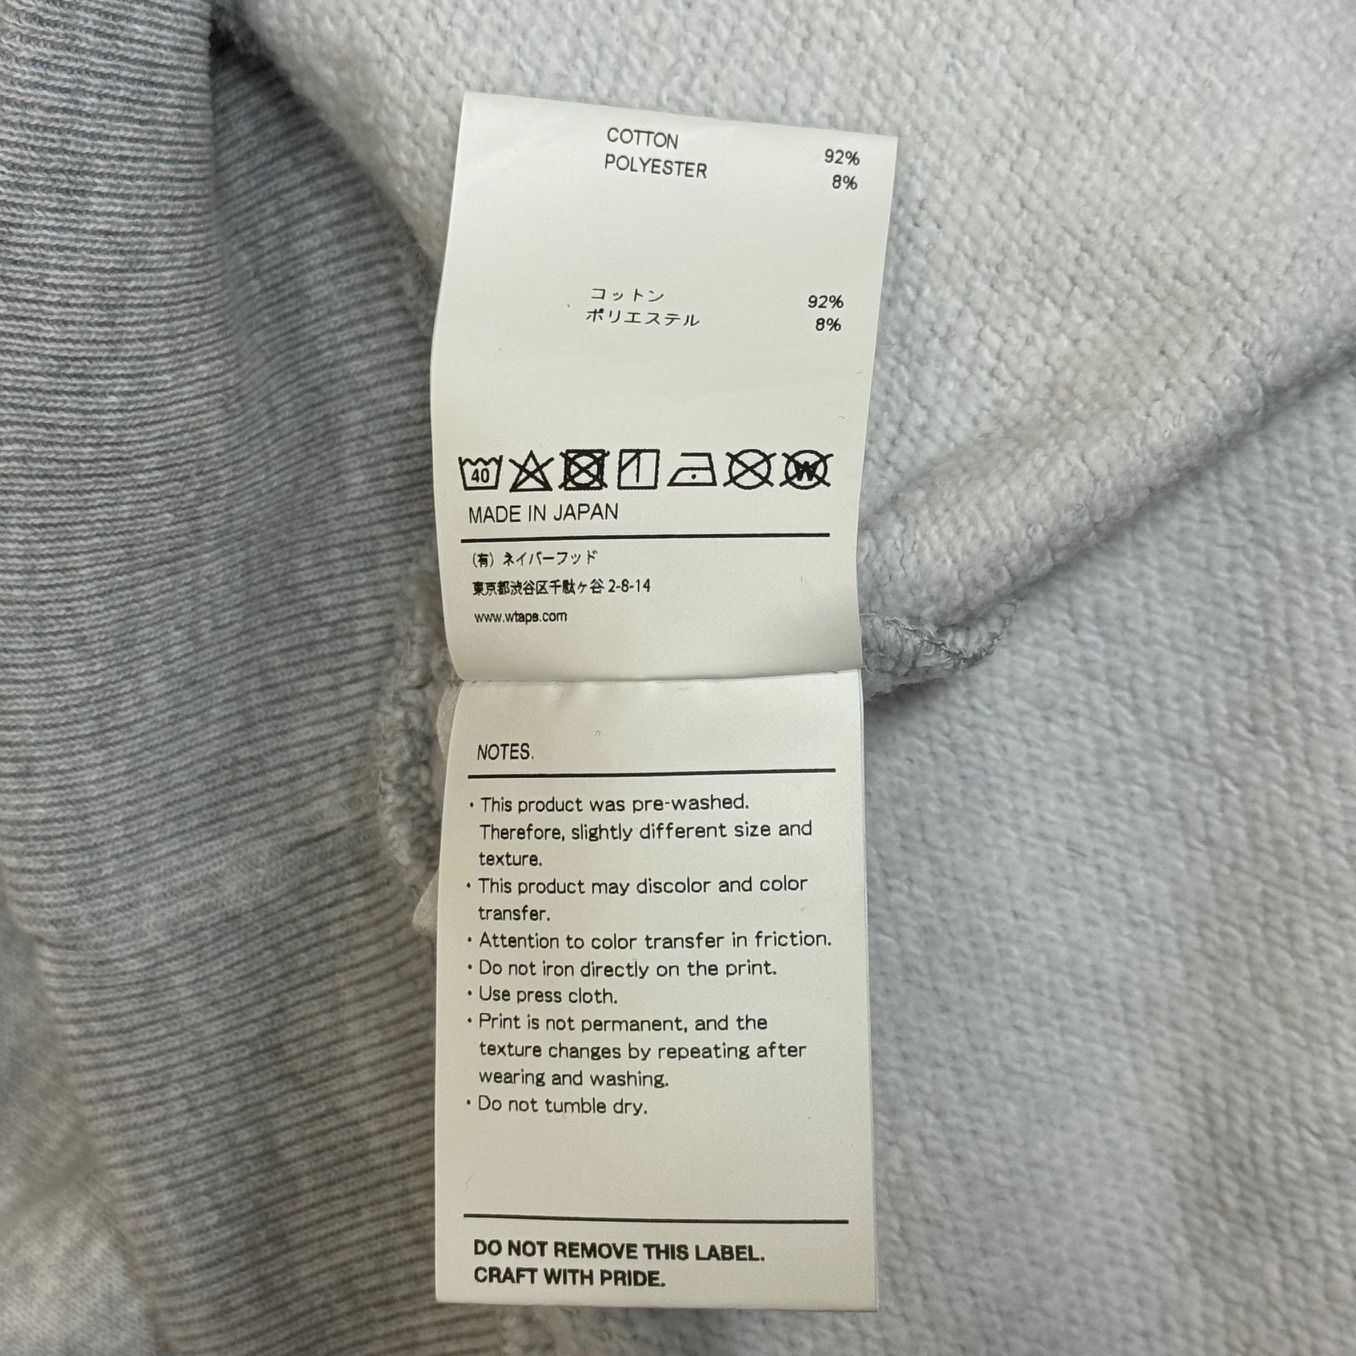 COTTON 92%
POLYESTER 8%
コットン 92%
ポリエステル 8%
40
W
MADE IN JAPAN
(有) ネイバーフッド
東京都渋谷区千駄ヶ谷 2-8-14
www.wtaps.com
NOTES.
・This product was pre-washed.
Therefore, slightly different size and
texture.
・This product may discolor and color
transfer.
・Attention to color transfer in friction.
・Do not iron directly on the print.
・Use press cloth.
・Print is not permanent, and the
texture changes by repeating after
wearing and washing.
・Do not tumble dry.
DO NOT REMOVE THIS LABEL.
CRAFT WITH PRIDE.